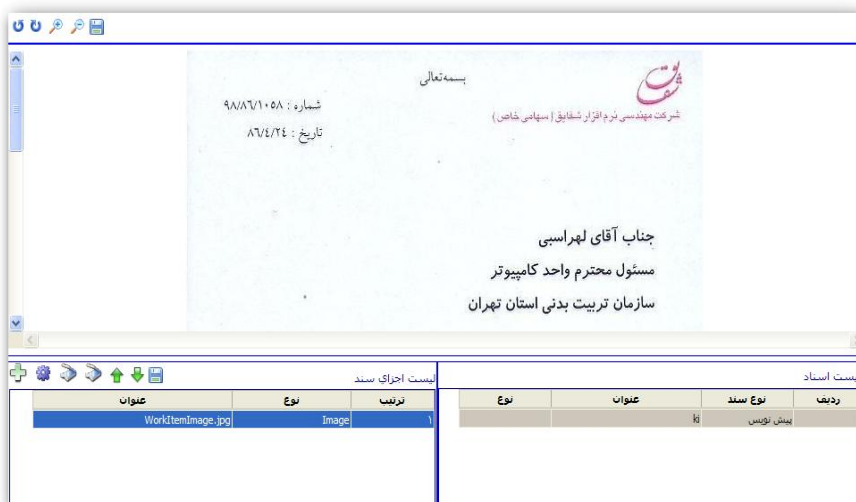 بسمه‌تعالی
شقایق
شرکت مهندسی نرم افزار شقایق ( سهامی خاص )
شماره : ۹۸/۸۶/۱۰۵۸
تاریخ : ۸۶/۴/۲۴
جناب آقای لهراسبی
مسئول محترم واحد کامپیوتر
سازمان تربیت بدنی استان تهران
لیست اسناد
ردیف نوع سند عنوان نوع
پیش نویس ki
لیست اجزای سند
ترتیب نوع عنوان
۱ Image WorkItemImage.jpg